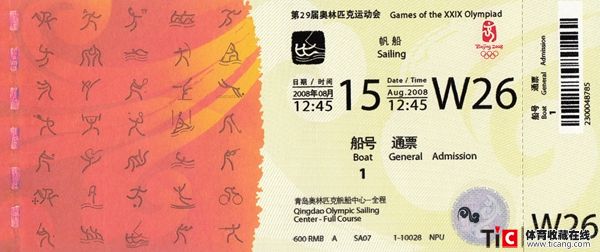 第29届奥林匹克运动会 Games of the XXIX Olympiad
帆船
Sailing
Beijing 2008
日期 / 时间
2008年08月
12:45
15
Date / Time
Aug.2008
12:45
W26
船号 通票
Boat General Admission
1
青岛奥林匹克帆船中心-全程
Qingdao Olympic Sailing
Center - Full Course
600 RMB A SA07 1-10028 NPU
船号 通票
Boat General Admission
1
2300048785
W26
TiC 体育收藏在线
www.ticang.com